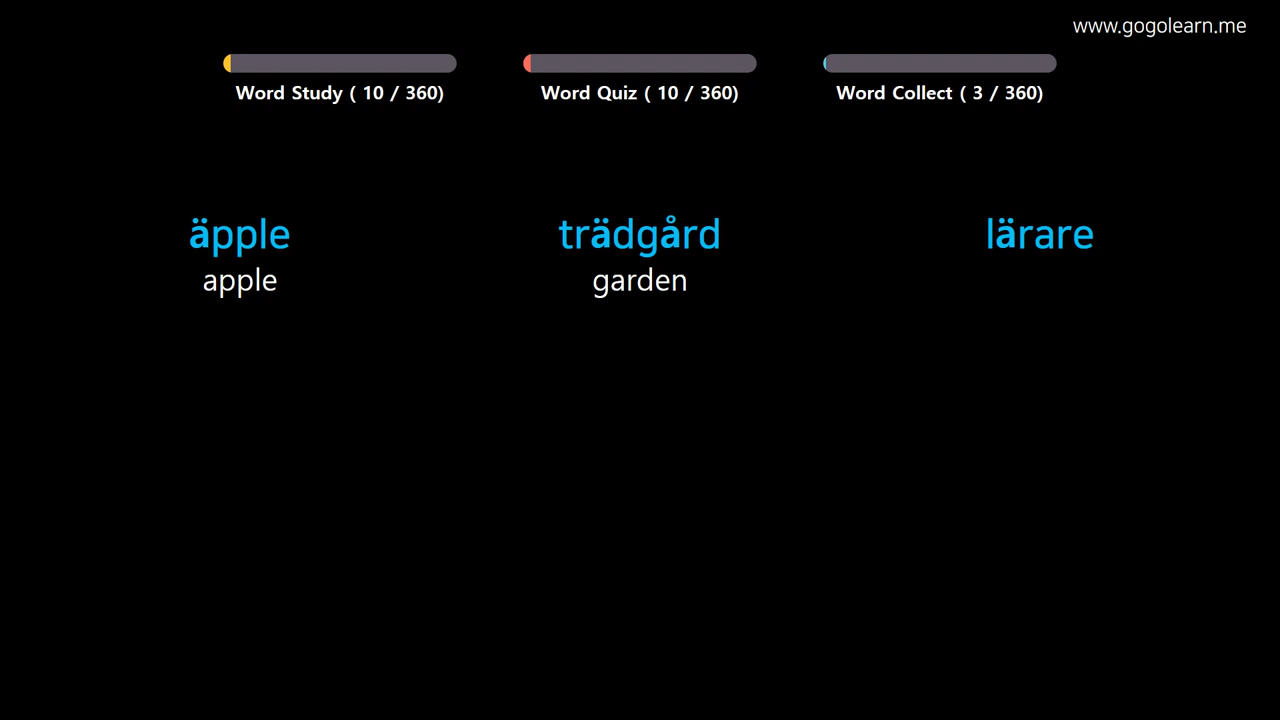 www.gogolearn.me
Word Study ( 10 / 360)
Word Quiz ( 10 / 360)
Word Collect ( 3 / 360)
äpple
trädgård
lärare
apple
garden